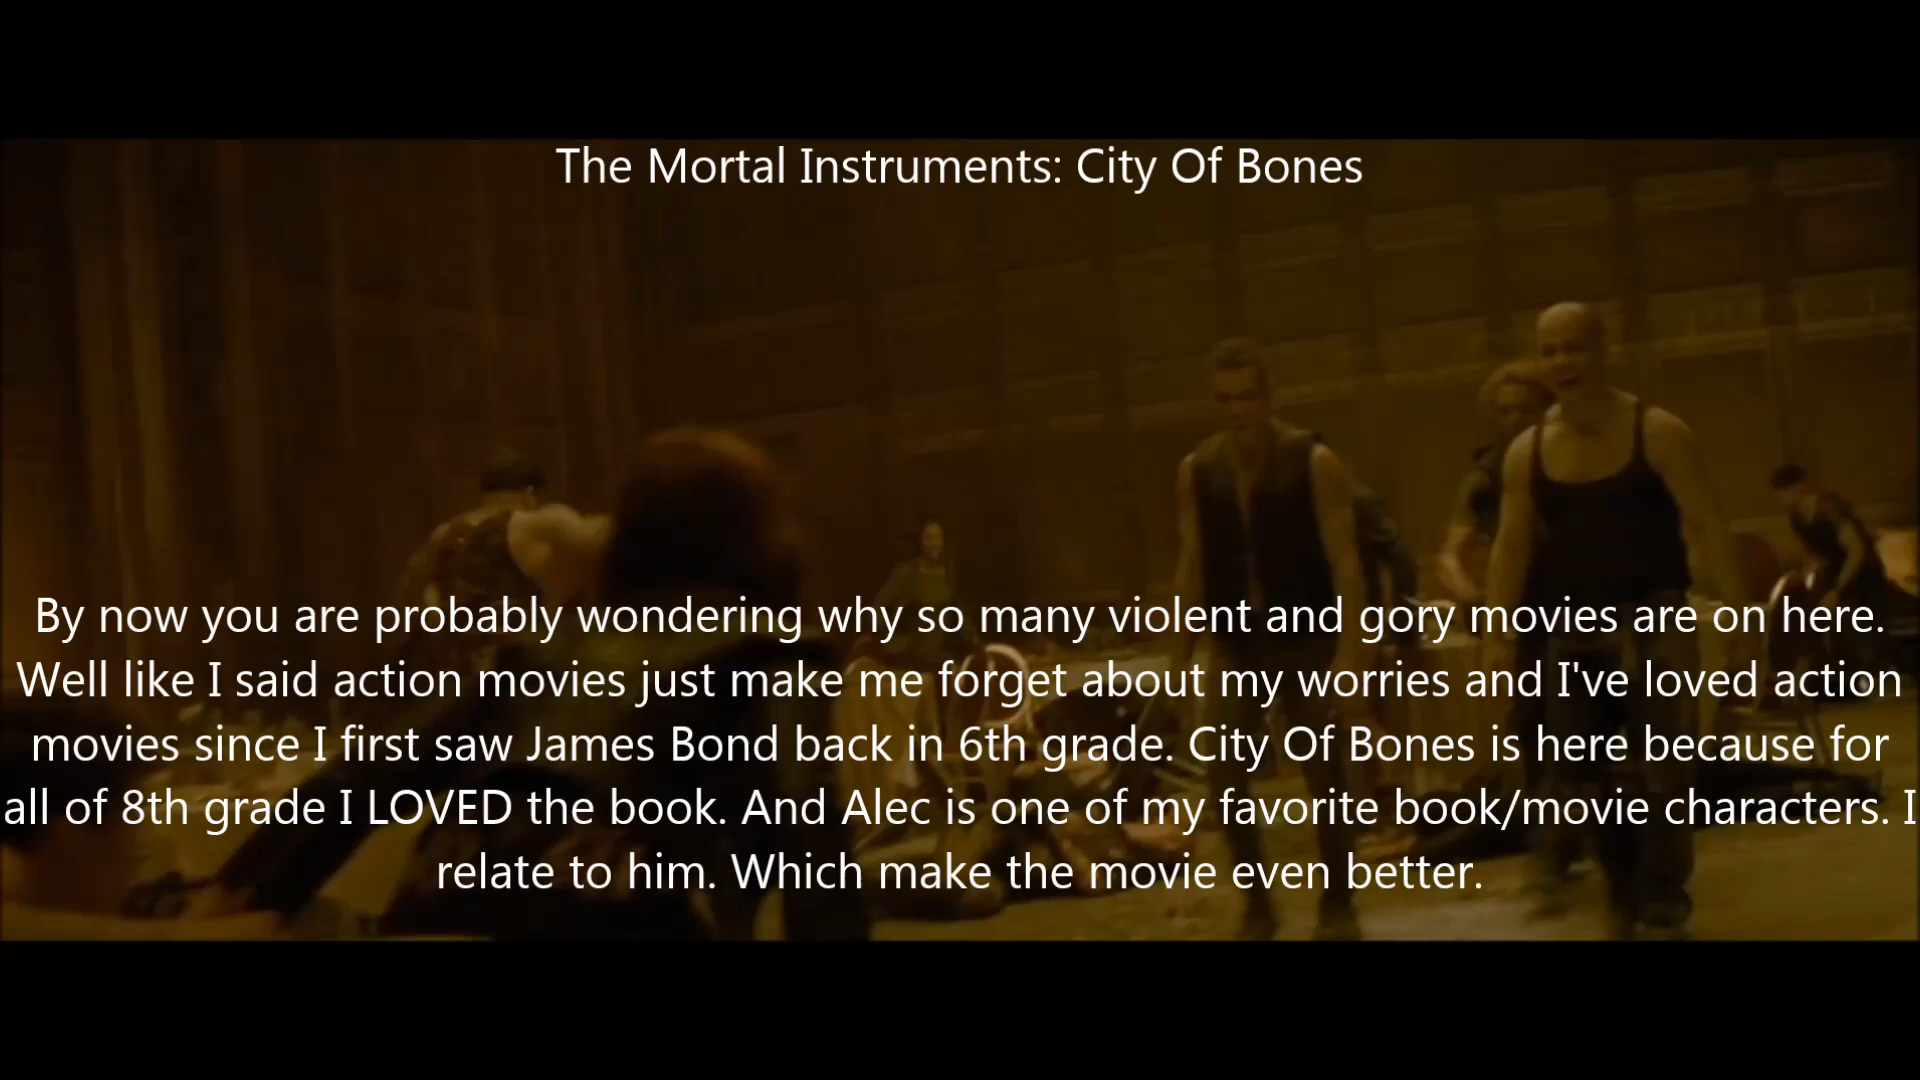 The Mortal Instruments: City Of Bones
By now you are probably wondering why so many violent and gory movies are on here.
Well like I said action movies just make me forget about my worries and I've loved action
movies since I first saw James Bond back in 6th grade. City Of Bones is here because for
all of 8th grade I LOVED the book. And Alec is one of my favorite book/movie characters. I
relate to him. Which make the movie even better.